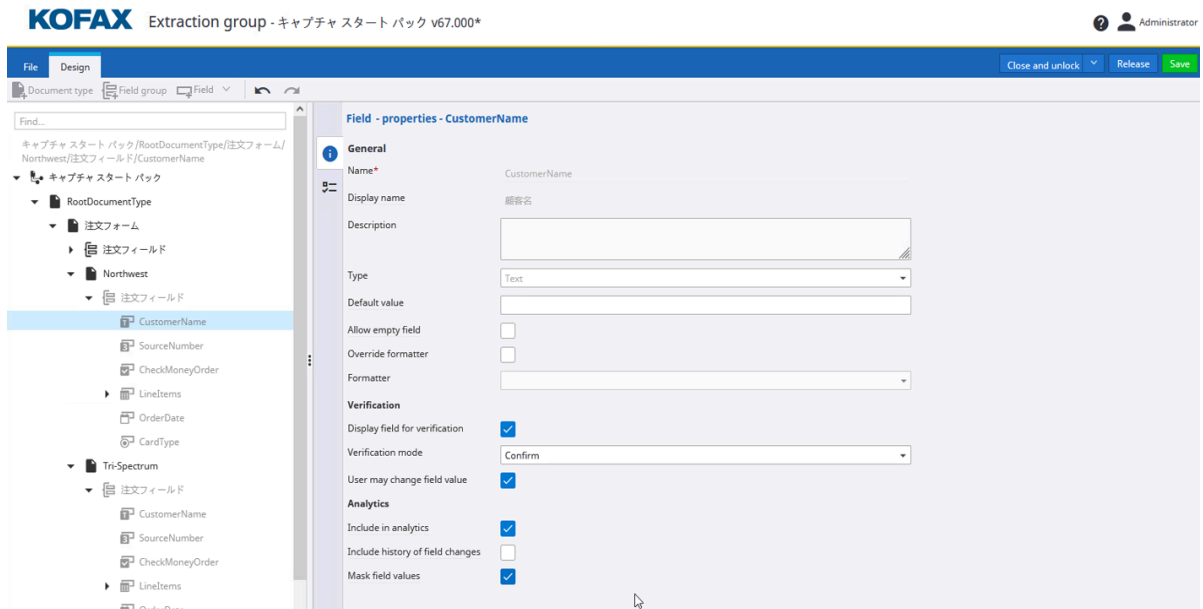 KOFAX Extraction group - キャプチャ スタート パック v67.000*
Administrator
File Design
Close and unlock Release Save
Document type Field group Field
Find...
キャプチャ スタート パック/RootDocumentType/注文フォーム/
Northwest/注文フィールド/CustomerName
キャプチャ スタート パック
RootDocumentType
注文フォーム
注文フィールド
Northwest
注文フィールド
CustomerName
SourceNumber
CheckMoneyOrder
LineItems
OrderDate
CardType
Tri-Spectrum
注文フィールド
CustomerName
SourceNumber
CheckMoneyOrder
LineItems
OrderDate
Field - properties - CustomerName
General
Name* CustomerName
Display name 顧客名
Description
Type Text
Default value
Allow empty field
Override formatter
Formatter
Verification
Display field for verification
Verification mode Confirm
User may change field value
Analytics
Include in analytics
Include history of field changes
Mask field values